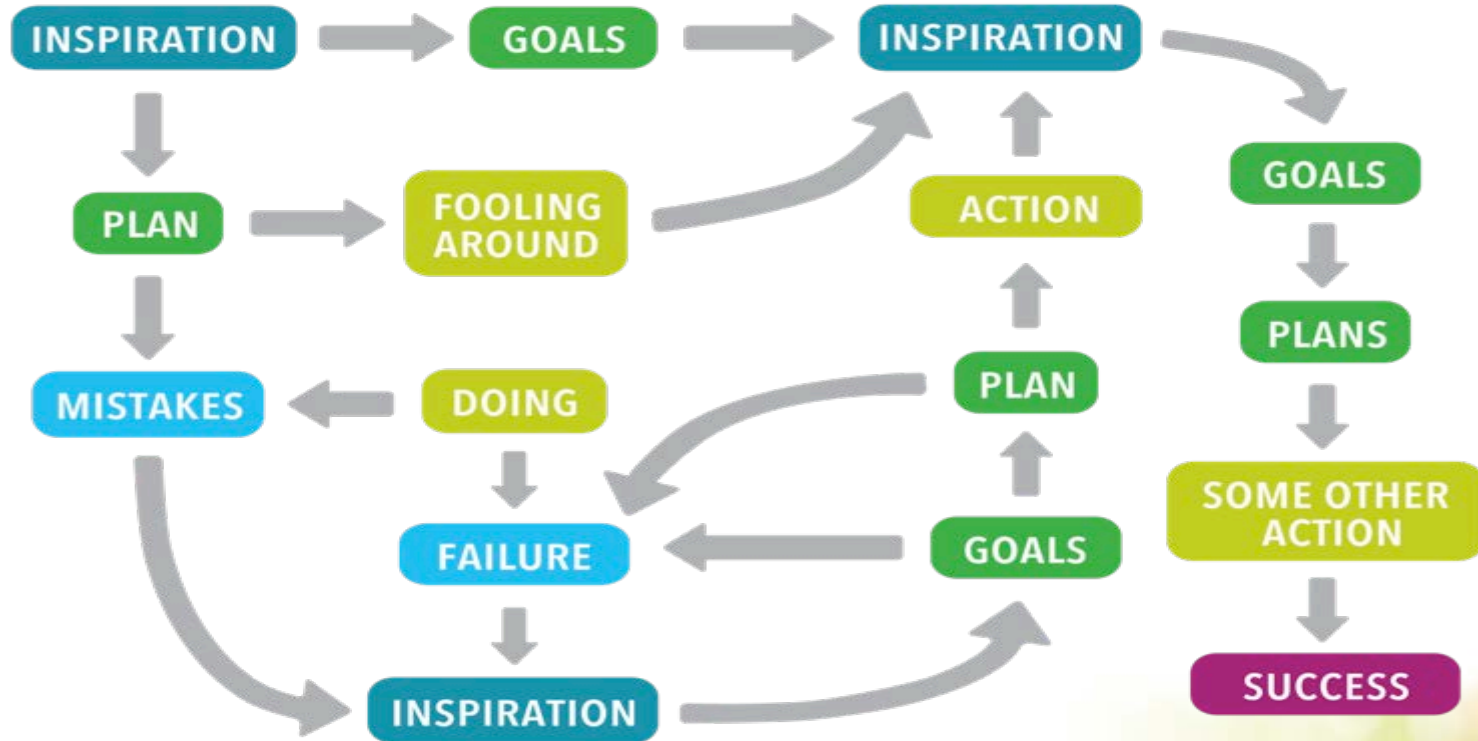 INSPIRATION
GOALS
INSPIRATION
GOALS
PLAN
FOOLING
AROUND
ACTION
PLANS
MISTAKES
DOING
PLAN
SOME OTHER
ACTION
FAILURE
GOALS
SUCCESS
INSPIRATION